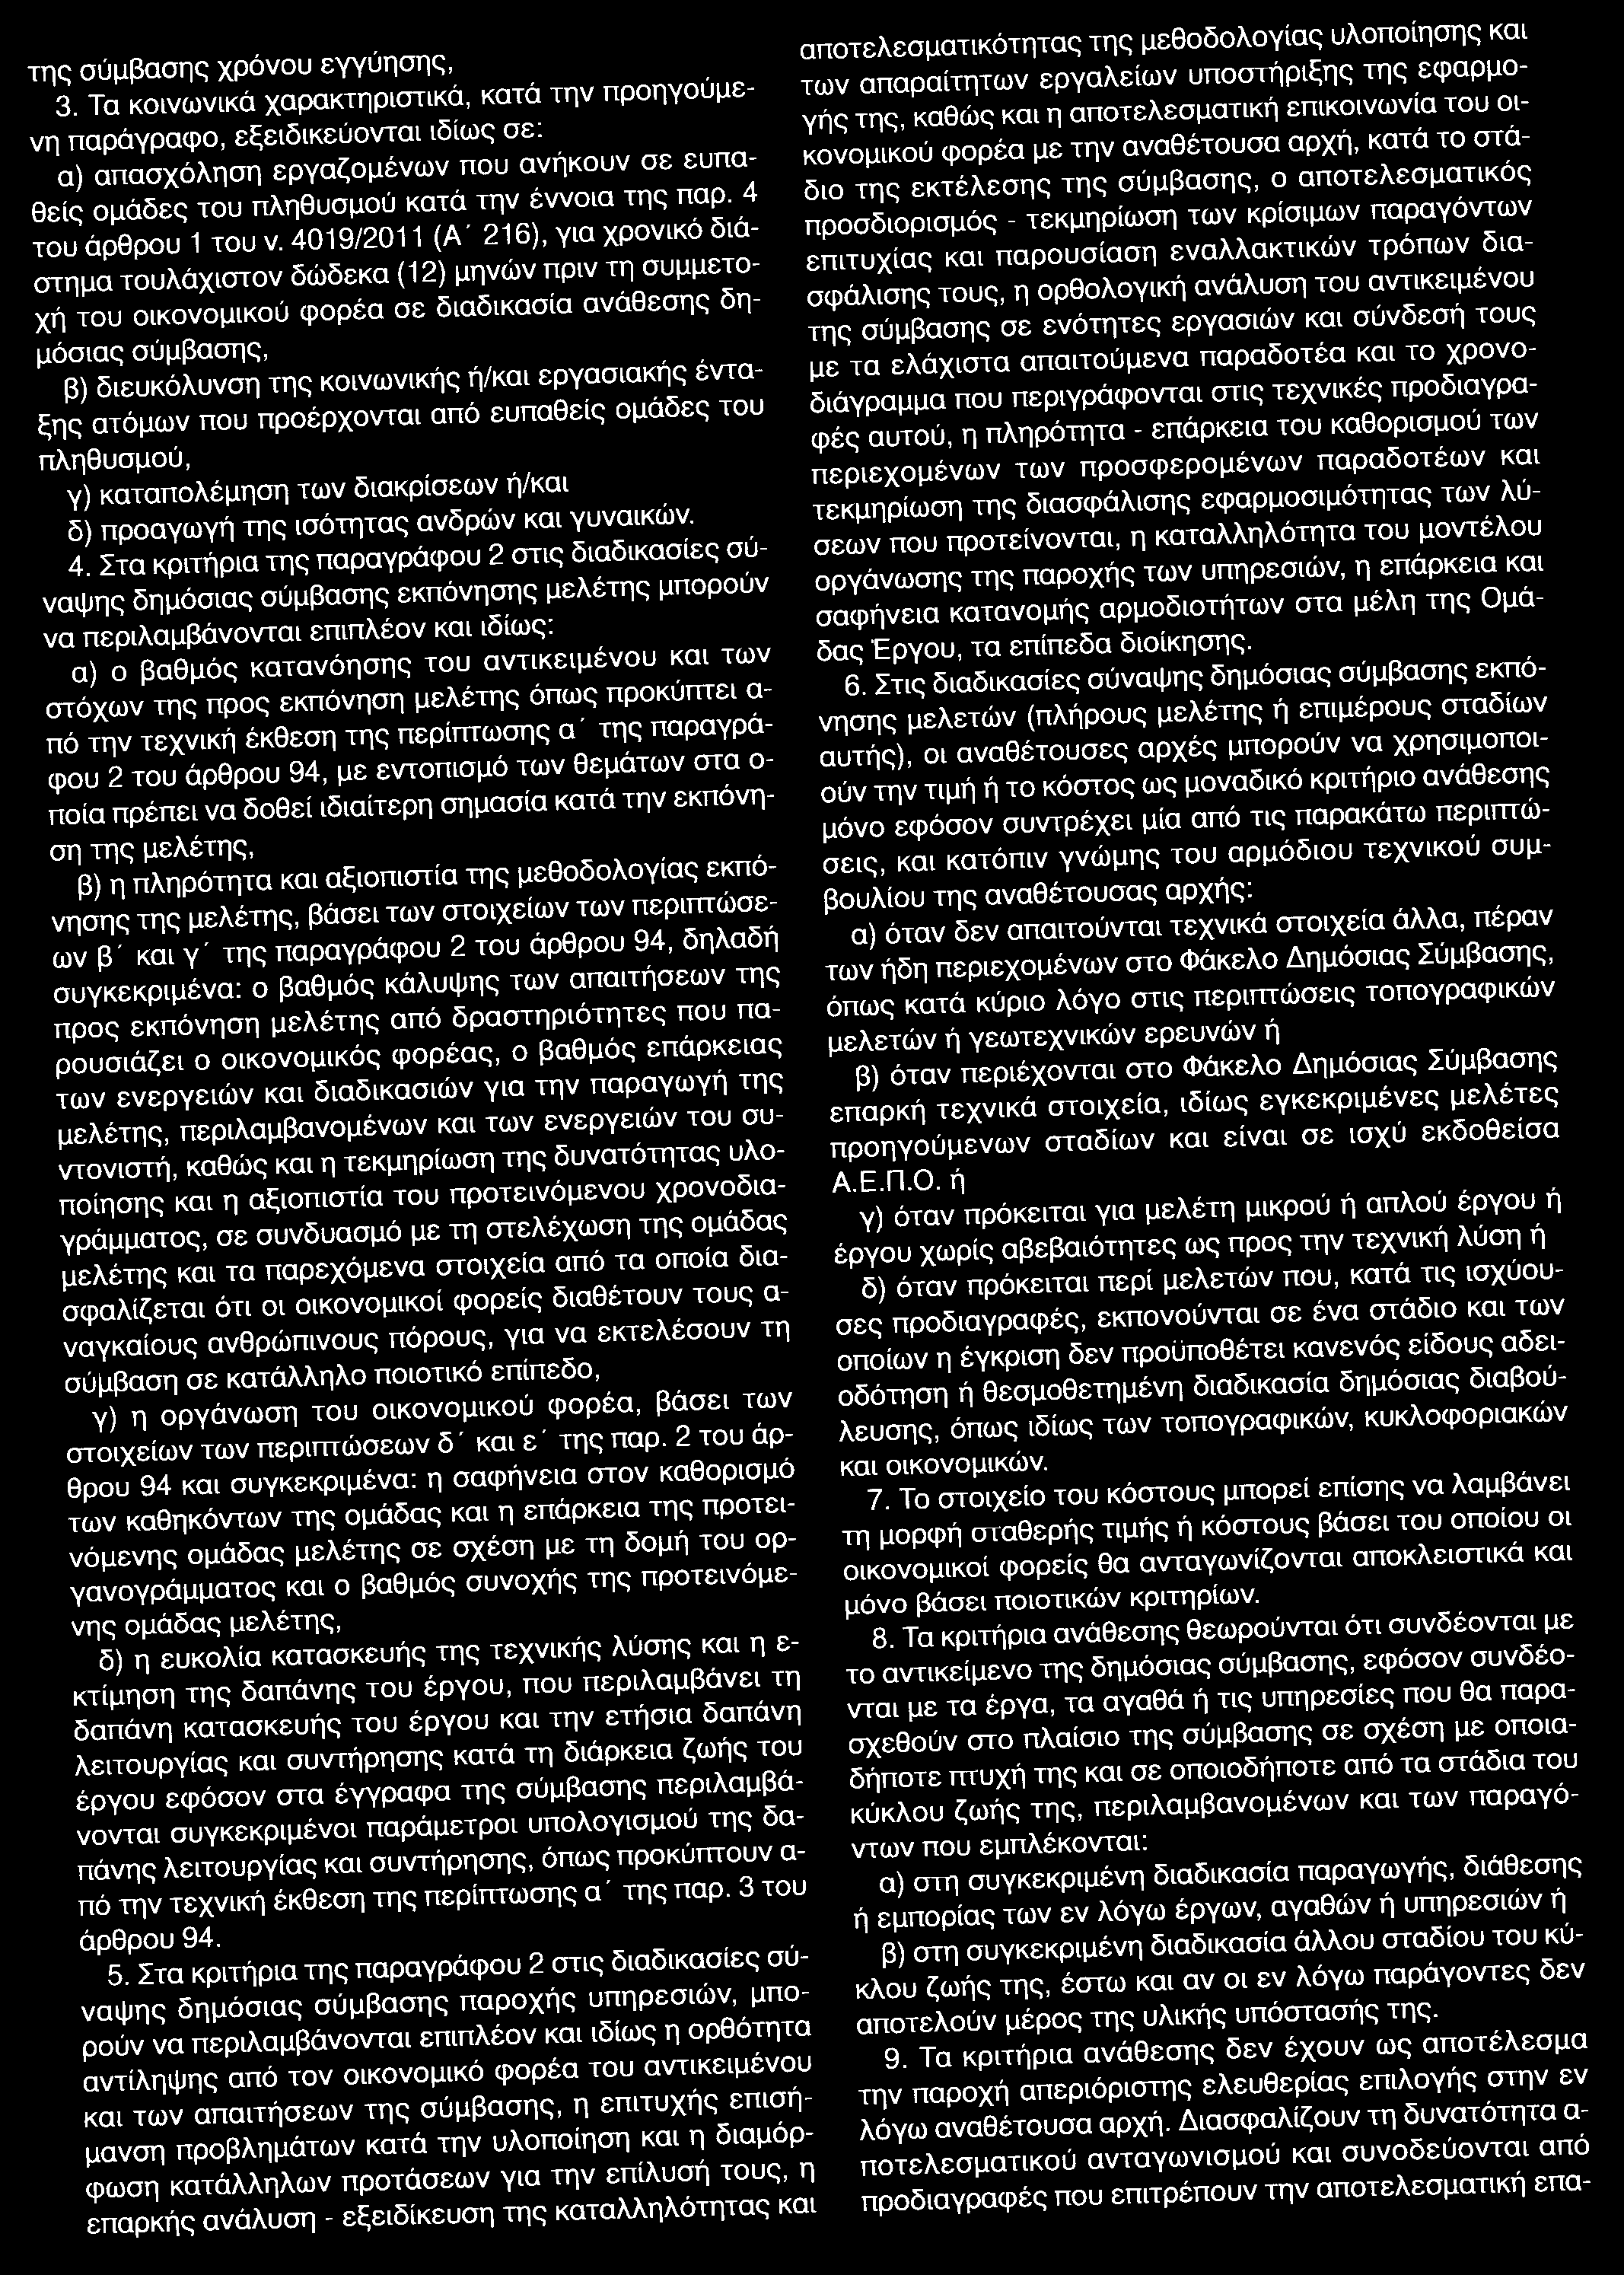 της σύμβασης χρόνου εγγύησης,
3. Τα κοινωνικά χαρακτηριστικά, κατά την προηγούμε-
νη παράγραφο, εξειδικεύονται ιδίως σε:
α) απασχόληση εργαζομένων που ανήκουν σε ευπα-
θείς ομάδες του πληθυσμού κατά την έννοια της παρ. 4
του άρθρου 1 του ν. 4019/2011 (Α΄ 216), για χρονικό διά-
στημα τουλάχιστον δώδεκα (12) μηνών πριν τη συμμετο-
χή του οικονομικού φορέα σε διαδικασία ανάθεσης δη-
μόσιας σύμβασης,
β) διευκόλυνση της κοινωνικής ή/και εργασιακής έντα-
ξης ατόμων που προέρχονται από ευπαθείς ομάδες του
πληθυσμού,
γ) καταπολέμηση των διακρίσεων ή/και
δ) προαγωγή της ισότητας ανδρών και γυναικών.
4. Στα κριτήρια της παραγράφου 2 στις διαδικασίες σύ-
ναψης δημόσιας σύμβασης εκπόνησης μελέτης μπορούν
να περιλαμβάνονται επιπλέον και ιδίως:
α) ο βαθμός κατανόησης του αντικειμένου και των
στόχων της προς εκπόνηση μελέτης όπως προκύπτει α-
πό την τεχνική έκθεση της περίπτωσης α΄ της παραγρά-
φου 2 του άρθρου 94, με εντοπισμό των θεμάτων στα ο-
ποία πρέπει να δοθεί ιδιαίτερη σημασία κατά την εκπόνη-
ση της μελέτης,
β) η πληρότητα και αξιοπιστία της μεθοδολογίας εκπό-
νησης της μελέτης, βάσει των στοιχείων των περιπτώσε-
ων β΄ και γ΄ της παραγράφου 2 του άρθρου 94, δηλαδή
συγκεκριμένα: ο βαθμός κάλυψης των απαιτήσεων της
προς εκπόνηση μελέτης από δραστηριότητες που πα-
ρουσιάζει ο οικονομικός φορέας, ο βαθμός επάρκειας
των ενεργειών και διαδικασιών για την παραγωγή της
μελέτης, περιλαμβανομένων και των ενεργειών του συ-
ντονιστή, καθώς και η τεκμηρίωση της δυνατότητας υλο-
ποίησης και η αξιοπιστία του προτεινόμενου χρονοδια-
γράμματος, σε συνδυασμό με τη στελέχωση της ομάδας
μελέτης και τα παρεχόμενα στοιχεία από τα οποία δια-
σφαλίζεται ότι οι οικονομικοί φορείς διαθέτουν τους α-
ναγκαίους ανθρώπινους πόρους, για να εκτελέσουν τη
σύμβαση σε κατάλληλο ποιοτικό επίπεδο,
γ) η οργάνωση του οικονομικού φορέα, βάσει των
στοιχείων των περιπτώσεων δ΄ και ε΄ της παρ. 2 του άρ-
θρου 94 και συγκεκριμένα: η σαφήνεια στον καθορισμό
των καθηκόντων της ομάδας και η επάρκεια της προτει-
νόμενης ομάδας μελέτης σε σχέση με τη δομή του ορ-
γανογράμματος και ο βαθμός συνοχής της προτεινόμε-
νης ομάδας μελέτης,
δ) η ευκολία κατασκευής της τεχνικής λύσης και η ε-
κτίμηση της δαπάνης του έργου, που περιλαμβάνει τη
δαπάνη κατασκευής του έργου και την ετήσια δαπάνη
λειτουργίας και συντήρησης κατά τη διάρκεια ζωής του
έργου εφόσον στα έγγραφα της σύμβασης περιλαμβά-
νονται συγκεκριμένοι παράμετροι υπολογισμού της δα-
πάνης λειτουργίας και συντήρησης, όπως προκύπτουν α-
πό την τεχνική έκθεση της περίπτωσης α΄ της παρ. 3 του
άρθρου 94.
5. Στα κριτήρια της παραγράφου 2 στις διαδικασίες σύ-
ναψης δημόσιας σύμβασης παροχής υπηρεσιών, μπο-
ρούν να περιλαμβάνονται επιπλέον και ιδίως η ορθότητα
αντίληψης από τον οικονομικό φορέα του αντικειμένου
και των απαιτήσεων της σύμβασης, η επιτυχής επισή-
μανση προβλημάτων κατά την υλοποίηση και η διαμόρ-
φωση κατάλληλων προτάσεων για την επίλυσή τους, η
επαρκής ανάλυση - εξειδίκευση της καταλληλότητας και
αποτελεσματικότητας της μεθοδολογίας υλοποίησης και
των απαραίτητων εργαλείων υποστήριξης της εφαρμο-
γής της, καθώς και η αποτελεσματική επικοινωνία του οι-
κονομικού φορέα με την αναθέτουσα αρχή, κατά το στά-
διο της εκτέλεσης της σύμβασης, ο αποτελεσματικός
προσδιορισμός - τεκμηρίωση των κρίσιμων παραγόντων
επιτυχίας και παρουσίαση εναλλακτικών τρόπων δια-
σφάλισης τους, η ορθολογική ανάλυση του αντικειμένου
της σύμβασης σε ενότητες εργασιών και σύνδεσή τους
με τα ελάχιστα απαιτούμενα παραδοτέα και το χρονο-
διάγραμμα που περιγράφονται στις τεχνικές προδιαγρα-
φές αυτού, η πληρότητα - επάρκεια του καθορισμού των
περιεχομένων των προσφερομένων παραδοτέων και
τεκμηρίωση της διασφάλισης εφαρμοσιμότητας των λύ-
σεων που προτείνονται, η καταλληλότητα του μοντέλου
οργάνωσης της παροχής των υπηρεσιών, η επάρκεια και
σαφήνεια κατανομής αρμοδιοτήτων στα μέλη της Ομά-
δας Έργου, τα επίπεδα διοίκησης.
6. Στις διαδικασίες σύναψης δημόσιας σύμβασης εκπό-
νησης μελετών (πλήρους μελέτης ή επιμέρους σταδίων
αυτής), οι αναθέτουσες αρχές μπορούν να χρησιμοποι-
ούν την τιμή ή το κόστος ως μοναδικό κριτήριο ανάθεσης
μόνο εφόσον συντρέχει μία από τις παρακάτω περιπτώ-
σεις, και κατόπιν γνώμης του αρμόδιου τεχνικού συμ-
βουλίου της αναθέτουσας αρχής:
α) όταν δεν απαιτούνται τεχνικά στοιχεία άλλα, πέραν
των ήδη περιεχομένων στο Φάκελο Δημόσιας Σύμβασης,
όπως κατά κύριο λόγο στις περιπτώσεις τοπογραφικών
μελετών ή γεωτεχνικών ερευνών ή
β) όταν περιέχονται στο Φάκελο Δημόσιας Σύμβασης
επαρκή τεχνικά στοιχεία, ιδίως εγκεκριμένες μελέτες
προηγούμενων σταδίων και είναι σε ισχύ εκδοθείσα
Α.Ε.Π.Ο. ή
γ) όταν πρόκειται για μελέτη μικρού ή απλού έργου ή
έργου χωρίς αβεβαιότητες ως προς την τεχνική λύση ή
δ) όταν πρόκειται περί μελετών που, κατά τις ισχύου-
σες προδιαγραφές, εκπονούνται σε ένα στάδιο και των
οποίων η έγκριση δεν προϋποθέτει κανενός είδους αδει-
οδότηση ή θεσμοθετημένη διαδικασία δημόσιας διαβού-
λευσης, όπως ιδίως των τοπογραφικών, κυκλοφοριακών
και οικονομικών.
7. Το στοιχείο του κόστους μπορεί επίσης να λαμβάνει
τη μορφή σταθερής τιμής ή κόστους βάσει του οποίου οι
οικονομικοί φορείς θα ανταγωνίζονται αποκλειστικά και
μόνο βάσει ποιοτικών κριτηρίων.
8. Τα κριτήρια ανάθεσης θεωρούνται ότι συνδέονται με
το αντικείμενο της δημόσιας σύμβασης, εφόσον συνδέο-
νται με τα έργα, τα αγαθά ή τις υπηρεσίες που θα παρα-
σχεθούν στο πλαίσιο της σύμβασης σε σχέση με οποια-
δήποτε πτυχή της και σε οποιοδήποτε από τα στάδια του
κύκλου ζωής της, περιλαμβανομένων και των παραγό-
ντων που εμπλέκονται:
α) στη συγκεκριμένη διαδικασία παραγωγής, διάθεσης
ή εμπορίας των εν λόγω έργων, αγαθών ή υπηρεσιών ή
β) στη συγκεκριμένη διαδικασία άλλου σταδίου του κύ-
κλου ζωής της, έστω και αν οι εν λόγω παράγοντες δεν
αποτελούν μέρος της υλικής υπόστασής της.
9. Τα κριτήρια ανάθεσης δεν έχουν ως αποτέλεσμα
την παροχή απεριόριστης ελευθερίας επιλογής στην εν
λόγω αναθέτουσα αρχή. Διασφαλίζουν τη δυνατότητα α-
ποτελεσματικού ανταγωνισμού και συνοδεύονται από
προδιαγραφές που επιτρέπουν την αποτελεσματική επα-